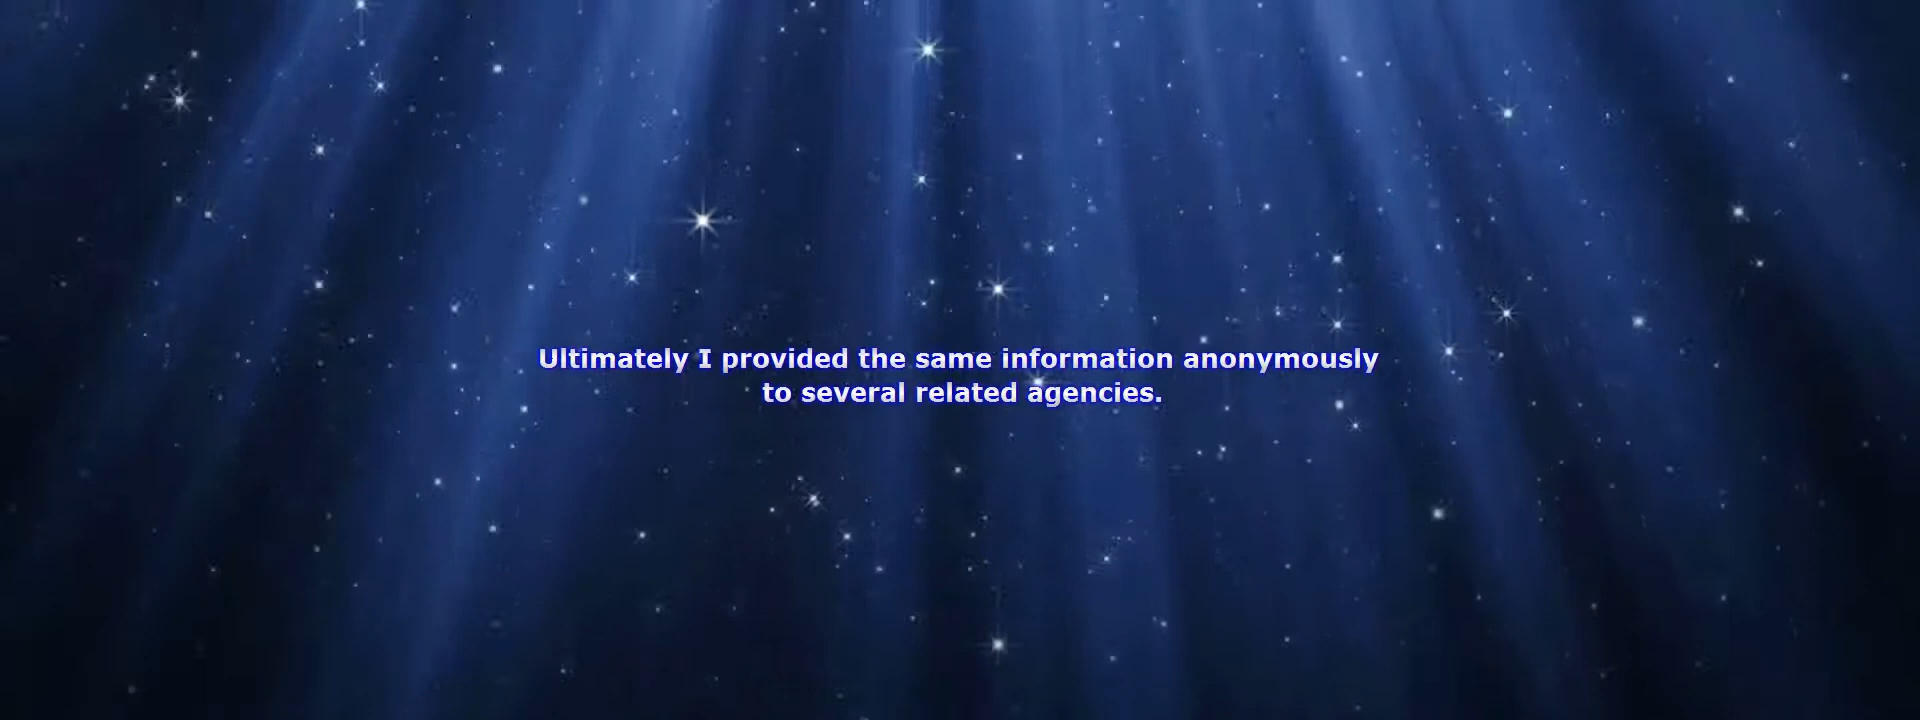 Ultimately I provided the same information anonymously
to several related agencies.